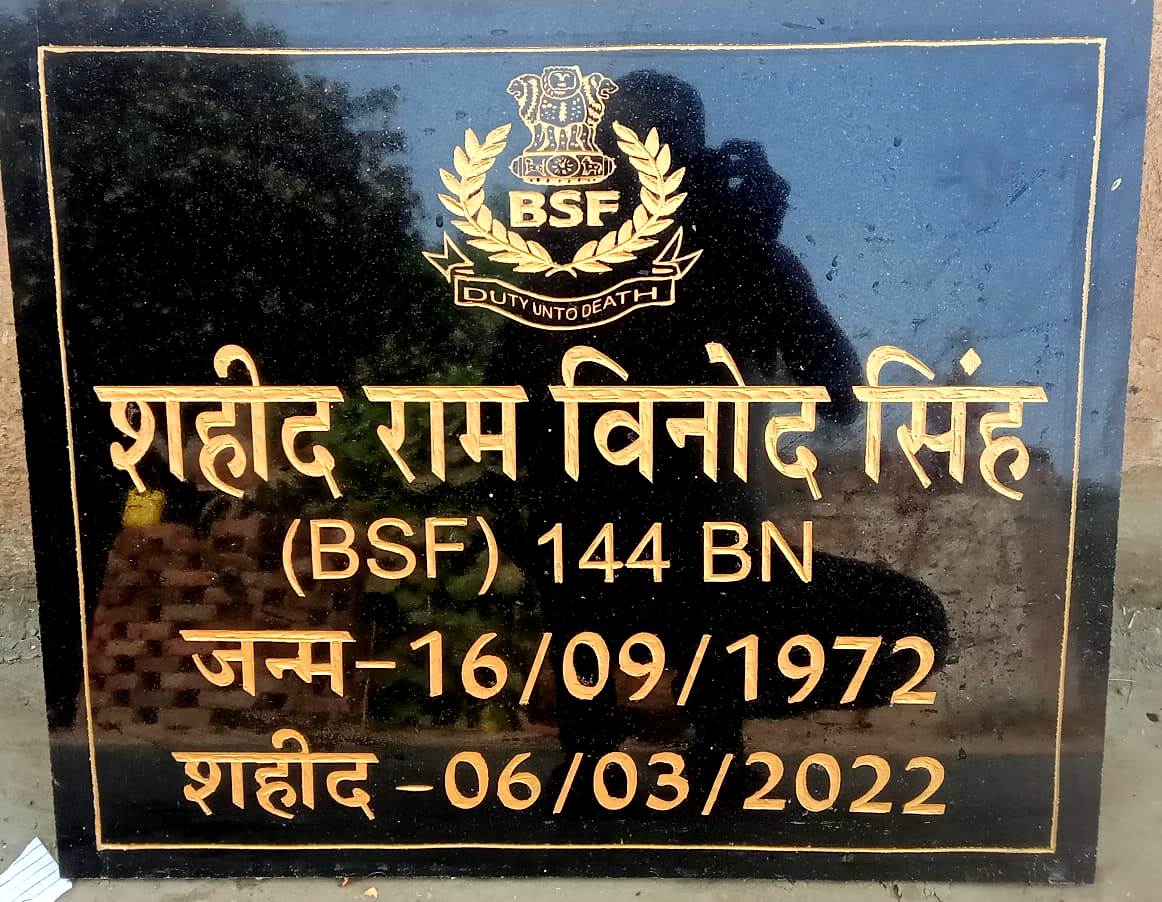 BSF
DUTY UNTO DEATH
शहीद राम विनोद सिंह
(BSF) 144 BN
जन्म-16/09/1972
शहीद -06/03/2022